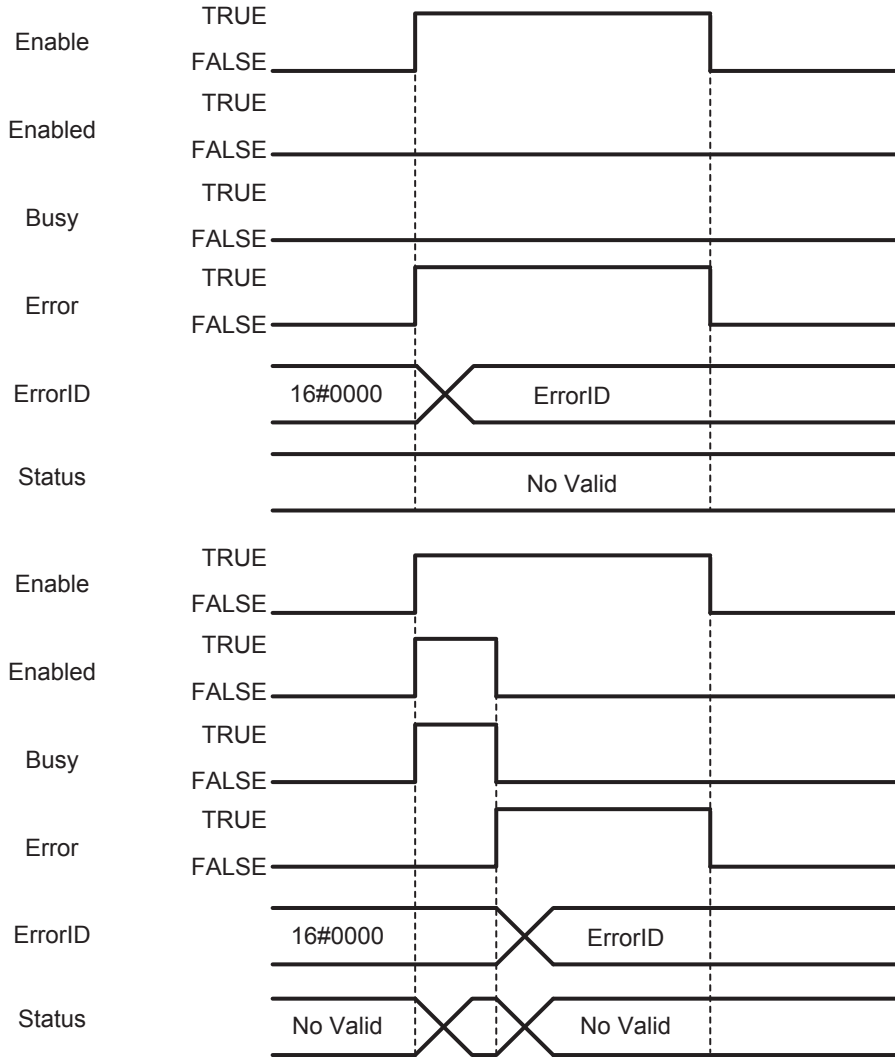 TRUE
Enable
FALSE
TRUE
Enabled
FALSE
TRUE
Busy
FALSE
TRUE
Error
FALSE
ErrorID 16#0000 ErrorID
Status No Valid
TRUE
Enable
FALSE
TRUE
Enabled
FALSE
TRUE
Busy
FALSE
TRUE
Error
FALSE
ErrorID 16#0000 ErrorID
Status No Valid No Valid